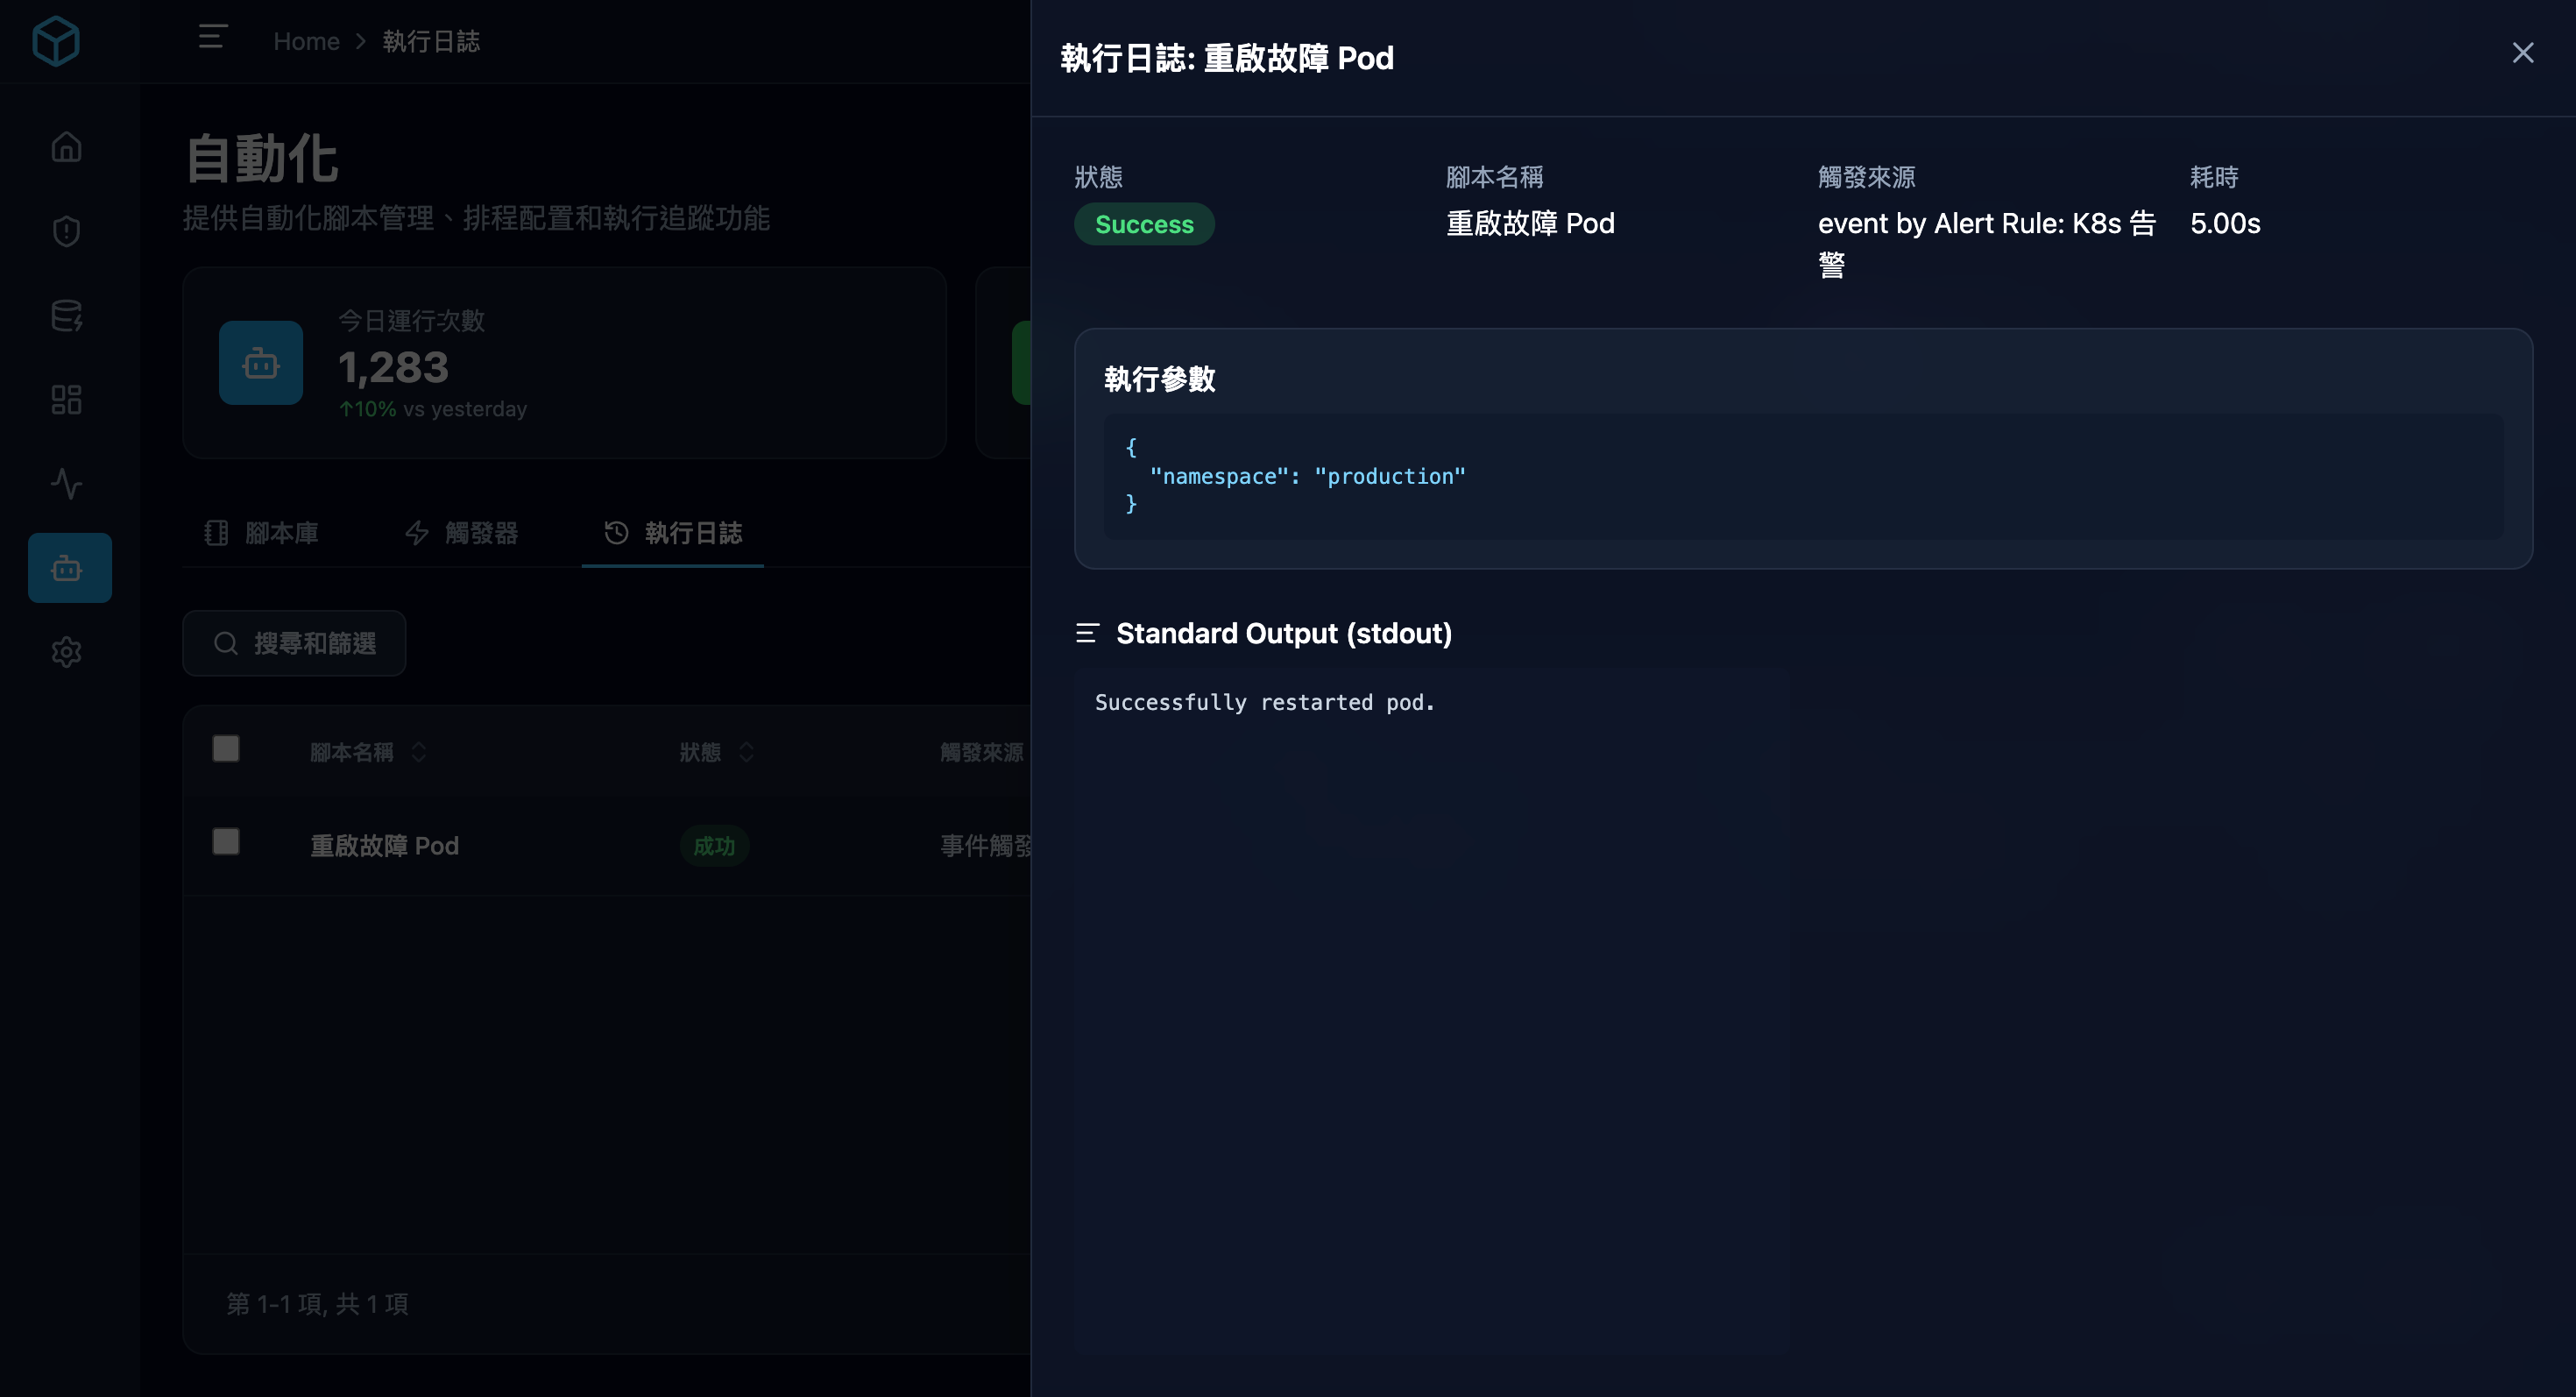 Home > 執行日誌
自動化
提供自動化腳本管理、排程配置和執行追蹤功能
今日運行次數
1,283
↑10% vs yesterday
腳本庫
觸發器
執行日誌
搜尋和篩選
腳本名稱
狀態
觸發來源
重啟故障 Pod
成功
事件觸發
第 1-1 項, 共 1 項
執行日誌: 重啟故障 Pod
狀態
Success
腳本名稱
重啟故障 Pod
觸發來源
event by Alert Rule: K8s 告
警
耗時
5.00s
執行參數
{
"namespace": "production"
}
Standard Output (stdout)
Successfully restarted pod.